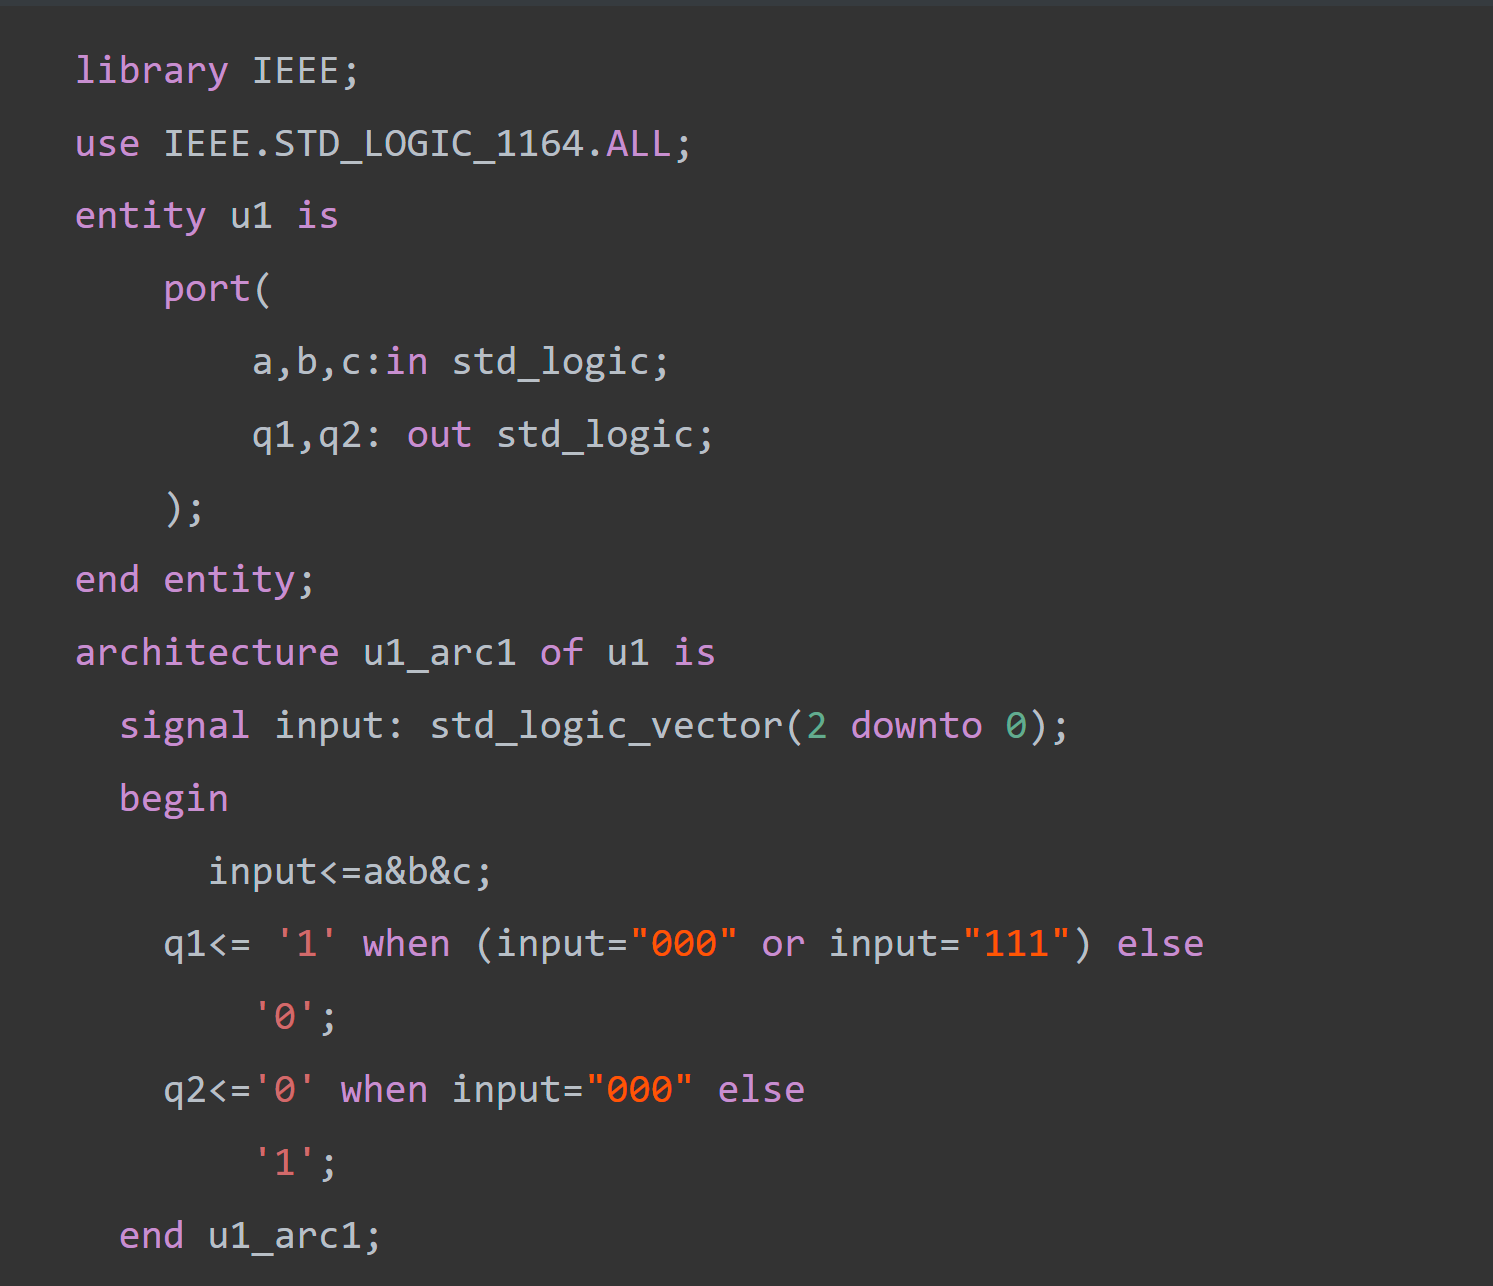 library IEEE;
use IEEE.STD_LOGIC_1164.ALL;
entity u1 is
    port(
        a,b,c:in std_logic;
        q1,q2: out std_logic;
    );
end entity;
architecture u1_arc1 of u1 is
  signal input: std_logic_vector(2 downto 0);
  begin
      input<=a&b&c;
    q1<= '1' when (input="000" or input="111") else
        '0';
    q2<='0' when input="000" else
        '1';
  end u1_arc1;